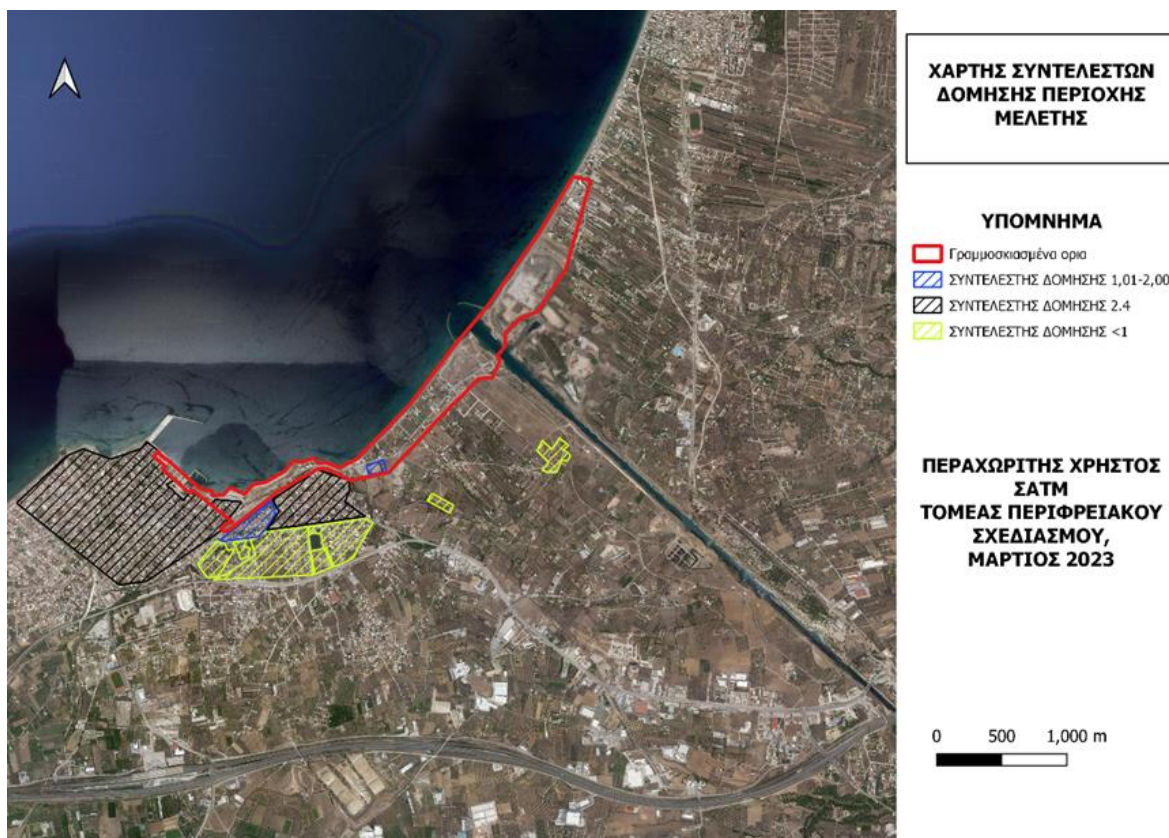 ΧΑΡΤΗΣ ΣΥΝΤΕΛΕΣΤΩΝ
ΔΟΜΗΣΗΣ ΠΕΡΙΟΧΗΣ
ΜΕΛΕΤΗΣ
ΥΠΟΜΝΗΜΑ
Γραμμοσκιασμένα ορια
ΣΥΝΤΕΛΕΣΤΗΣ ΔΟΜΗΣΗΣ 1,01-2,00
ΣΥΝΤΕΛΕΣΤΗΣ ΔΟΜΗΣΗΣ 2.4
ΣΥΝΤΕΛΕΣΤΗΣ ΔΟΜΗΣΗΣ <1
ΠΕΡΑΧΩΡΙΤΗΣ ΧΡΗΣΤΟΣ
ΣΑΤΜ
ΤΟΜΕΑΣ ΠΕΡΙΦΡΕΙΑΚΟΥ
ΣΧΕΔΙΑΣΜΟΥ,
ΜΑΡΤΙΟΣ 2023
0 500 1,000 m